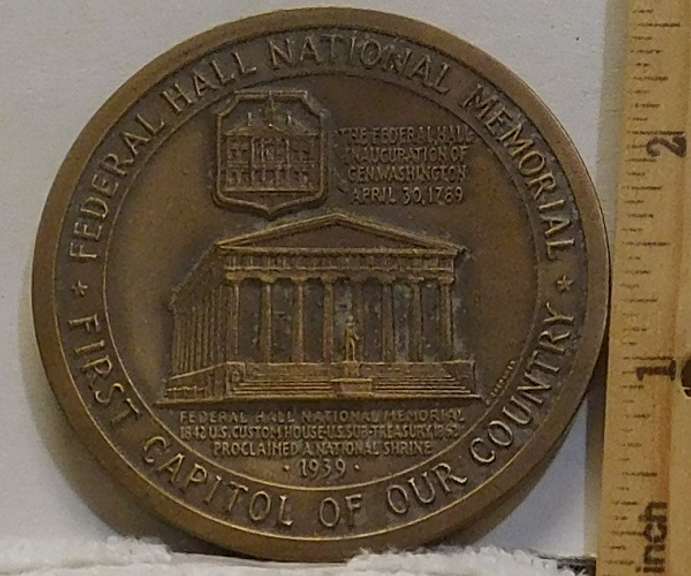 FEDERAL HALL NATIONAL MEMORIAL
THE FEDERAL HALL
INAUGURATION OF
GEN. WASHINGTON
APRIL 30, 1789
FEDERAL HALL NATIONAL MEMORIAL
1842 U.S. CUSTOM HOUSE-U.S. SUB-TREASURY 1862
PROCLAIMED A NATIONAL SHRINE
· 1939 ·
* FIRST CAPITOL OF OUR COUNTRY *
2
1
inch